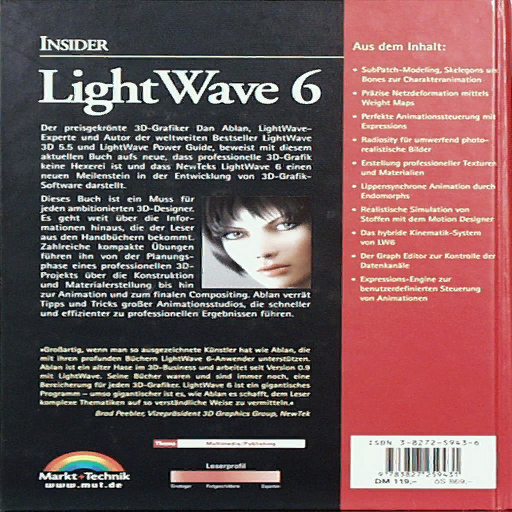 INSIDER
LightWave 6
Der preisgekrönte 3D-Grafiker Dan Ablan, LightWave-
Experte und Autor der weltweiten Bestseller LightWave
3D 5.5 und LightWave Power Guide, beweist mit diesem
aktuellen Buch aufs neue, dass professionelle 3D-Grafik
keine Hexerei ist und dass NewTeks LightWave 6 einen
neuen Meilenstein in der Entwicklung von 3D-Grafik-
Software darstellt.
Dieses Buch ist ein Muss für
jeden ambitionierten 3D-Designer.
Es geht weit über die Infor-
mationen hinaus, die der Leser
aus den Handbüchern bekommt.
Zahlreiche kompakte Übungen
führen ihn von der Planungs-
phase eines professionellen 3D-
Projekts über die Konstruktion
und Materialerstellung bis hin
zur Animation und zum finalen Compositing. Ablan verrät
Tipps und Tricks großer Animationsstudios, die schneller
und effizienter zu professionellen Ergebnissen führen.
»Großartig, wenn man so ausgezeichnete Künstler hat wie Ablan, die
mit ihren profunden Büchern LightWave 6-Anwender unterstützen.
Ablan ist ein alter Hase im 3D-Business und arbeitet seit Version 0.9
mit LightWave. Seine Bücher waren und sind immer noch, eine
Bereicherung für jeden 3D-Grafiker. LightWave 6 ist ein gigantisches
Programm – umso gigantischer ist es, wie Ablan es schafft, dem Leser
komplexe Thematiken auf so verständliche Weise zu vermitteln.«
Brad Peebler, Vizepräsident 3D Graphics Group, NewTek
Aus dem Inhalt:
• SubPatch-Modeling, Skelegons und
Bones zur Charakteranimation
• Präzise Netzdeformation mittels
Weight Maps
• Perfekte Animationssteuerung mit
Expressions
• Radiosity für umwerfend photo-
realistische Bilder
• Erstellung professioneller Texturen
und Materialien
• Lippensynchrone Animation durch
Endomorphs
• Realistische Simulation von
Stoffen mit dem Motion Designer
• Das hybride Kinematik-System
von LW6
• Der Graph Editor zur Kontrolle der
Datenkanäle
• Expressions-Engine zur
benutzerdefinierten Steuerung
von Animationen
Thema Multimedia/Publishing
Leserprofil
Einsteiger Fortgeschrittene Experten
Markt+Technik
www.mut.de
ISBN 3-8272-5943-6
9 783827 259431
DM 119,- öS 869,-